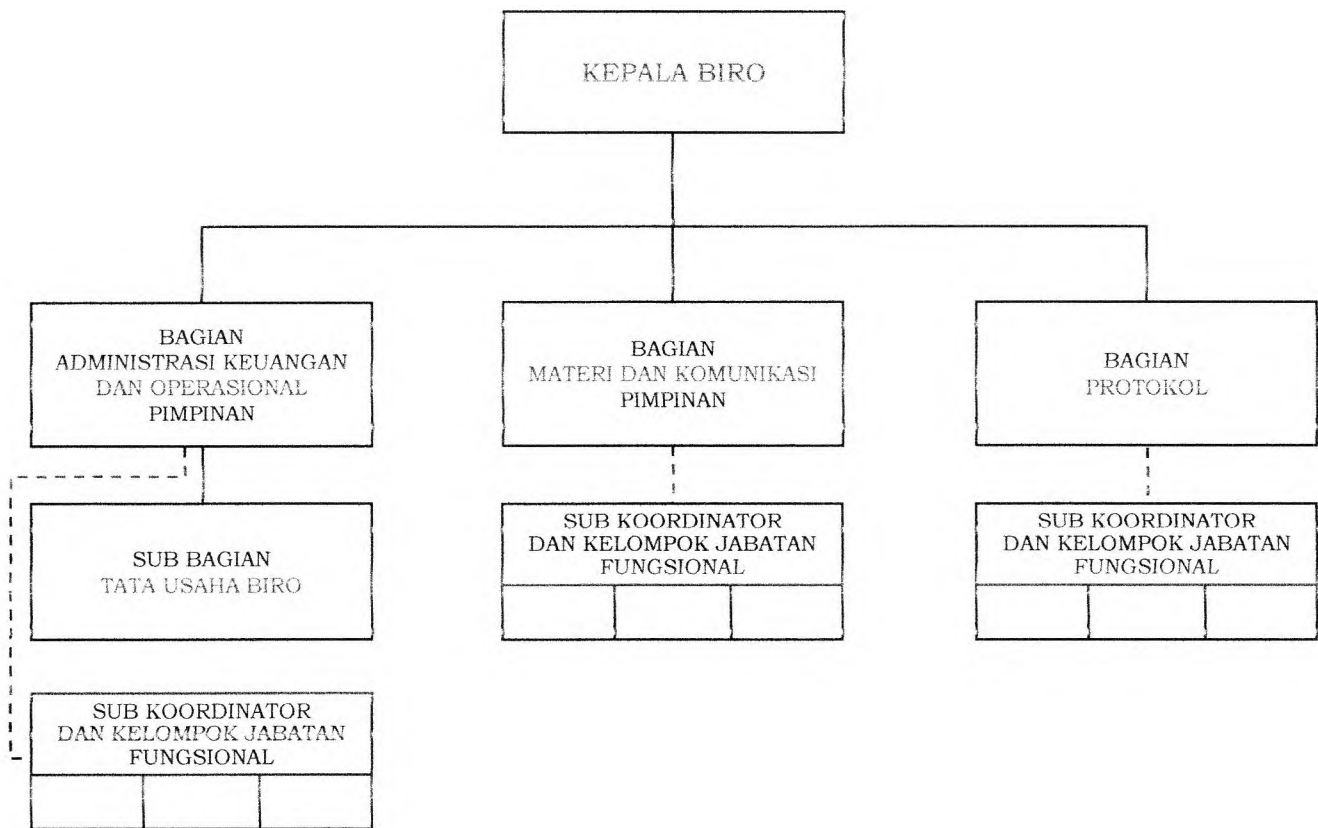 KEPALA BIRO
BAGIAN
ADMINISTRASI KEUANGAN
DAN OPERASIONAL
PIMPINAN
BAGIAN
MATERI DAN KOMUNIKASI
PIMPINAN
BAGIAN
PROTOKOL
SUB BAGIAN
TATA USAHA BIRO
SUB KOORDINATOR
DAN KELOMPOK JABATAN
FUNGSIONAL
SUB KOORDINATOR
DAN KELOMPOK JABATAN
FUNGSIONAL
SUB KOORDINATOR
DAN KELOMPOK JABATAN
FUNGSIONAL